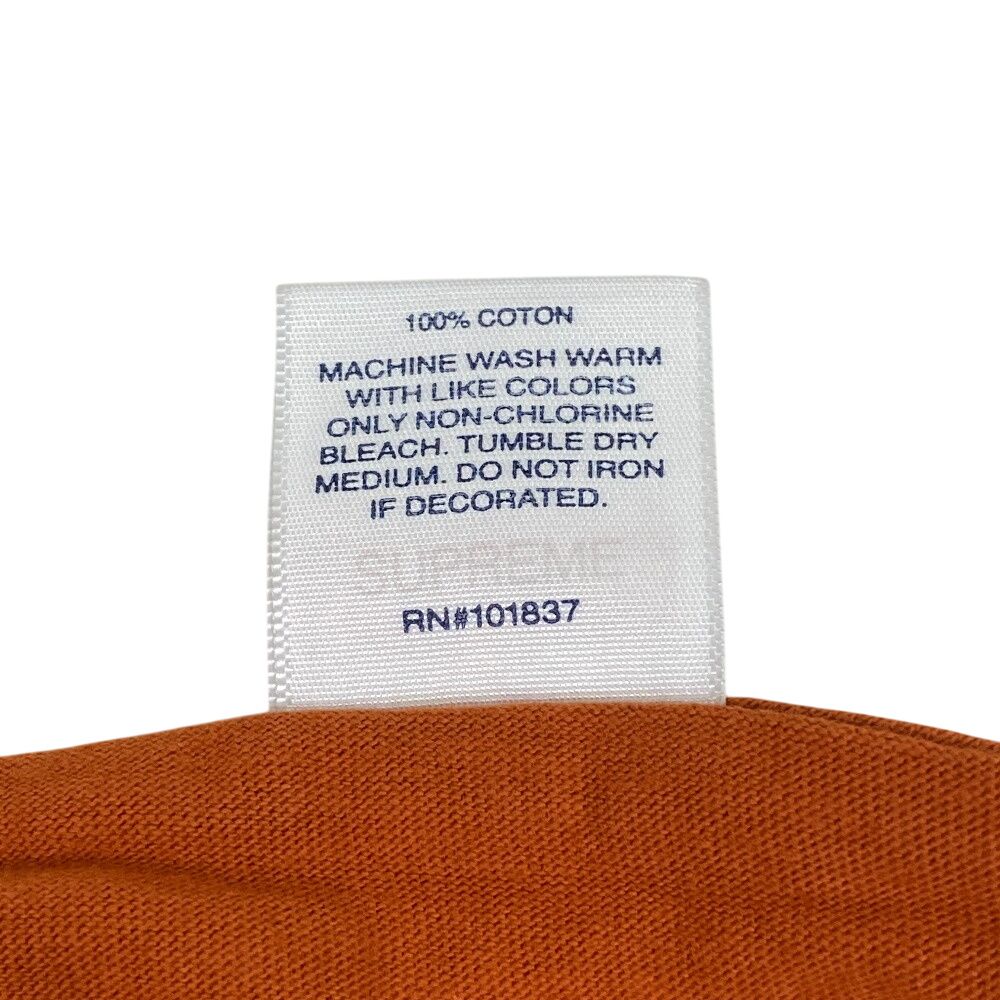 100% COTON
MACHINE WASH WARM
WITH LIKE COLORS
ONLY NON-CHLORINE
BLEACH. TUMBLE DRY
MEDIUM. DO NOT IRON
IF DECORATED.
SUPREME
RN#101837